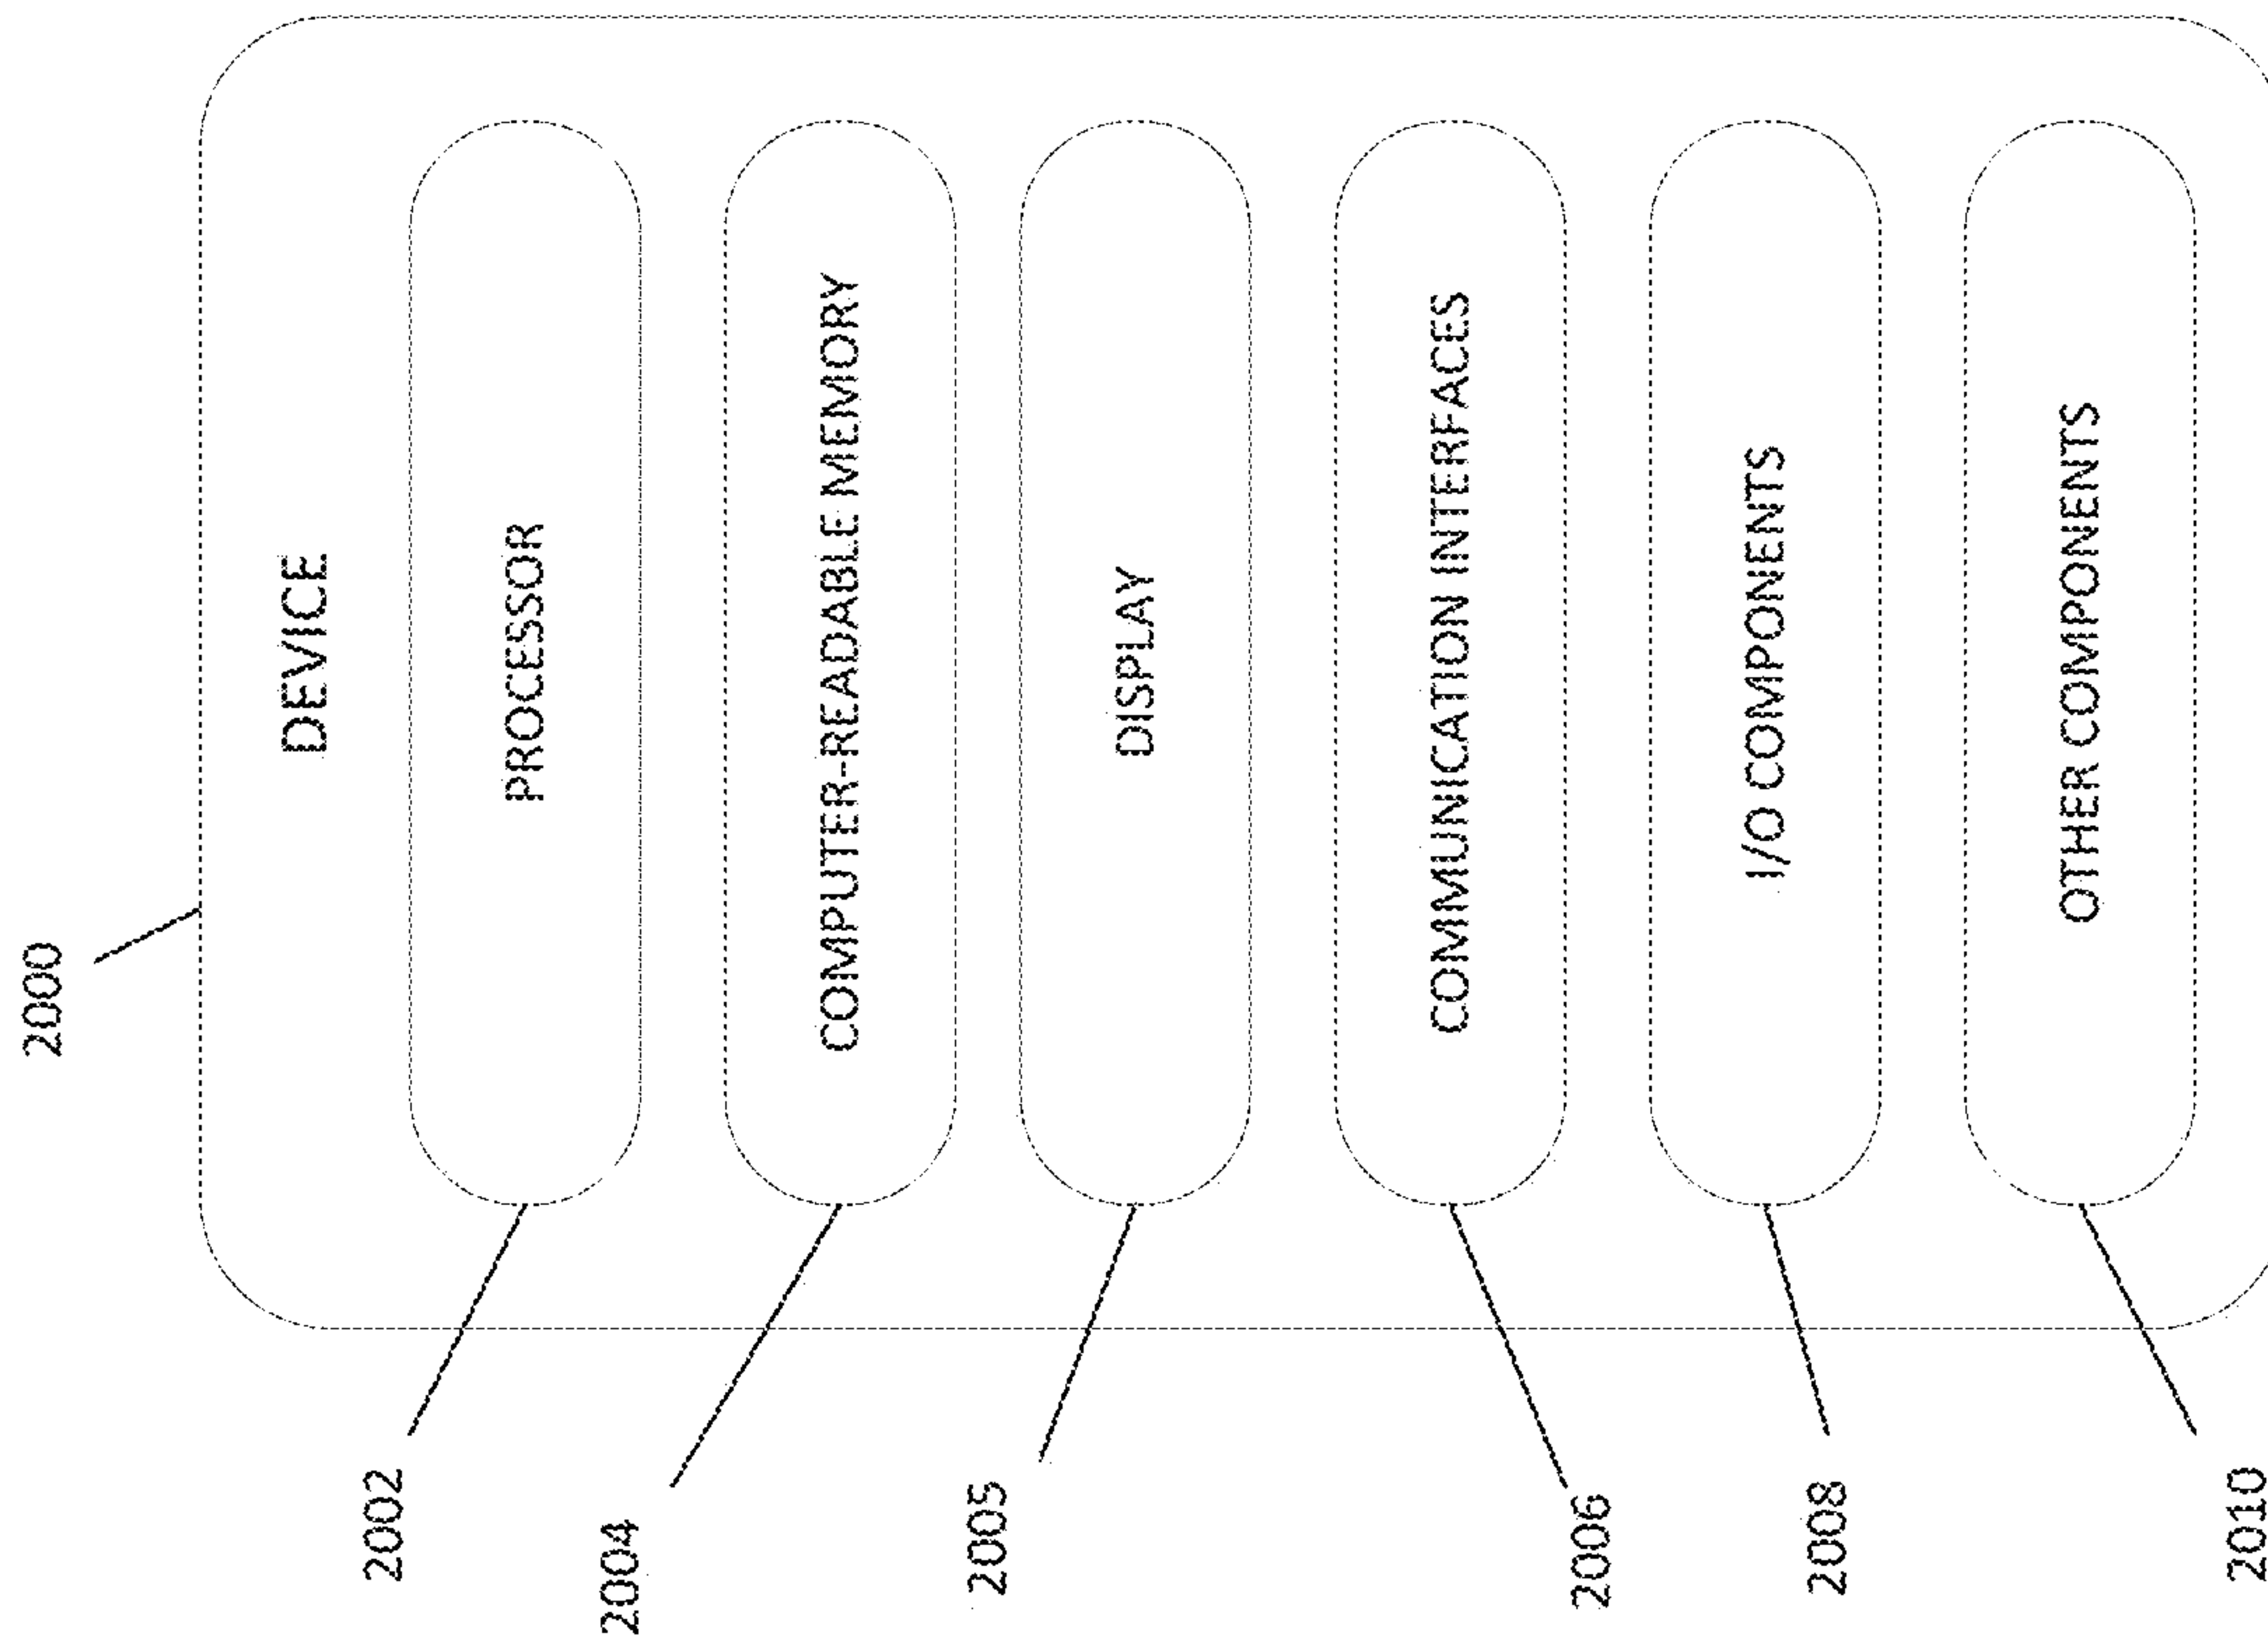 2000
DEVICE
2002
PROCESSOR
2004
COMPUTER-READABLE MEMORY
2005
DISPLAY
2006
COMMUNICATION INTERFACES
2008
I/O COMPONENTS
2010
OTHER COMPONENTS